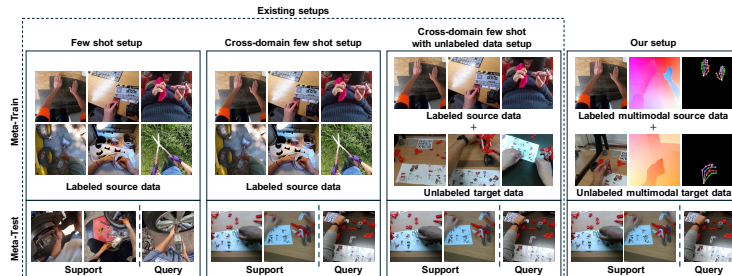 Existing setups
Few shot setup
Cross-domain few shot setup
Cross-domain few shot
with unlabeled data setup
Our setup
Meta-Train
Labeled source data
Labeled source data
Labeled source data
+
Unlabeled target data
Labeled multimodal source data
+
Unlabeled multimodal target data
Meta-Test
Support
Query
Support
Query
Support
Query
Support
Query